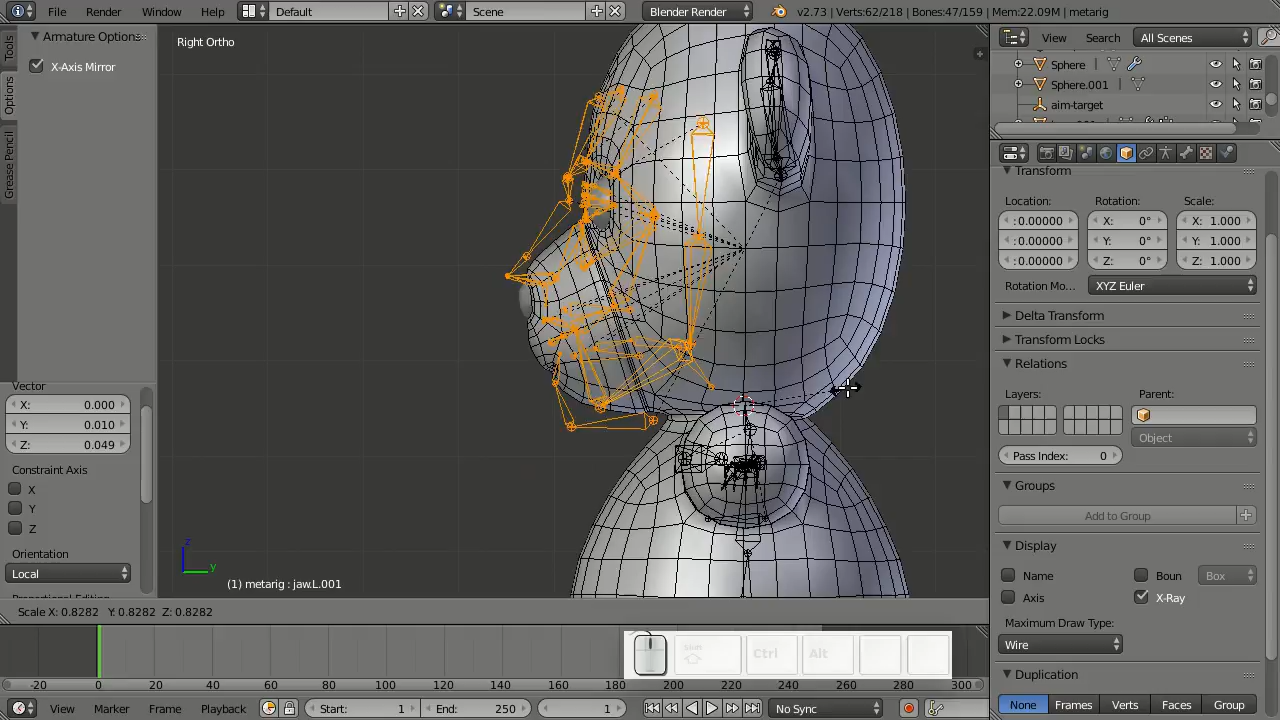 File Render Window Help Default Scene Blender Render v2.73 | Verts:62/218 | Bones:47/159 | Mem:22.09M | metarig
Tools
Options
Grease Pencil
Armature Options
X-Axis Mirror
Vector
X: 0.000
Y: 0.010
Z: 0.049
Constraint Axis
X
Y
Z
Orientation
Local
Right Ortho
z
y
(1) metarig : jaw.L.001
Scale X: 0.8282 Y: 0.8282 Z: 0.8282
Ctrl Alt
-20 0 20 40 60 80 100 120 140 160 180 200 220 240 260 280 300
View Marker Frame Playback Start: 1 End: 250 1 No Sync
View Search All Scenes
Sphere
Sphere.001
aim-target
Transform
Location: Rotation: Scale:
:0.00000 X: 0° X: 1.000
:0.00000 Y: 0° Y: 1.000
:0.00000 Z: 0° Z: 1.000
Rotation Mo... XYZ Euler
Delta Transform
Transform Locks
Relations
Layers: Parent:
Object
Pass Index: 0
Groups
Add to Group
Display
Name Boun Box
Axis X-Ray
Maximum Draw Type:
Wire
Duplication
None Frames Verts Faces Group